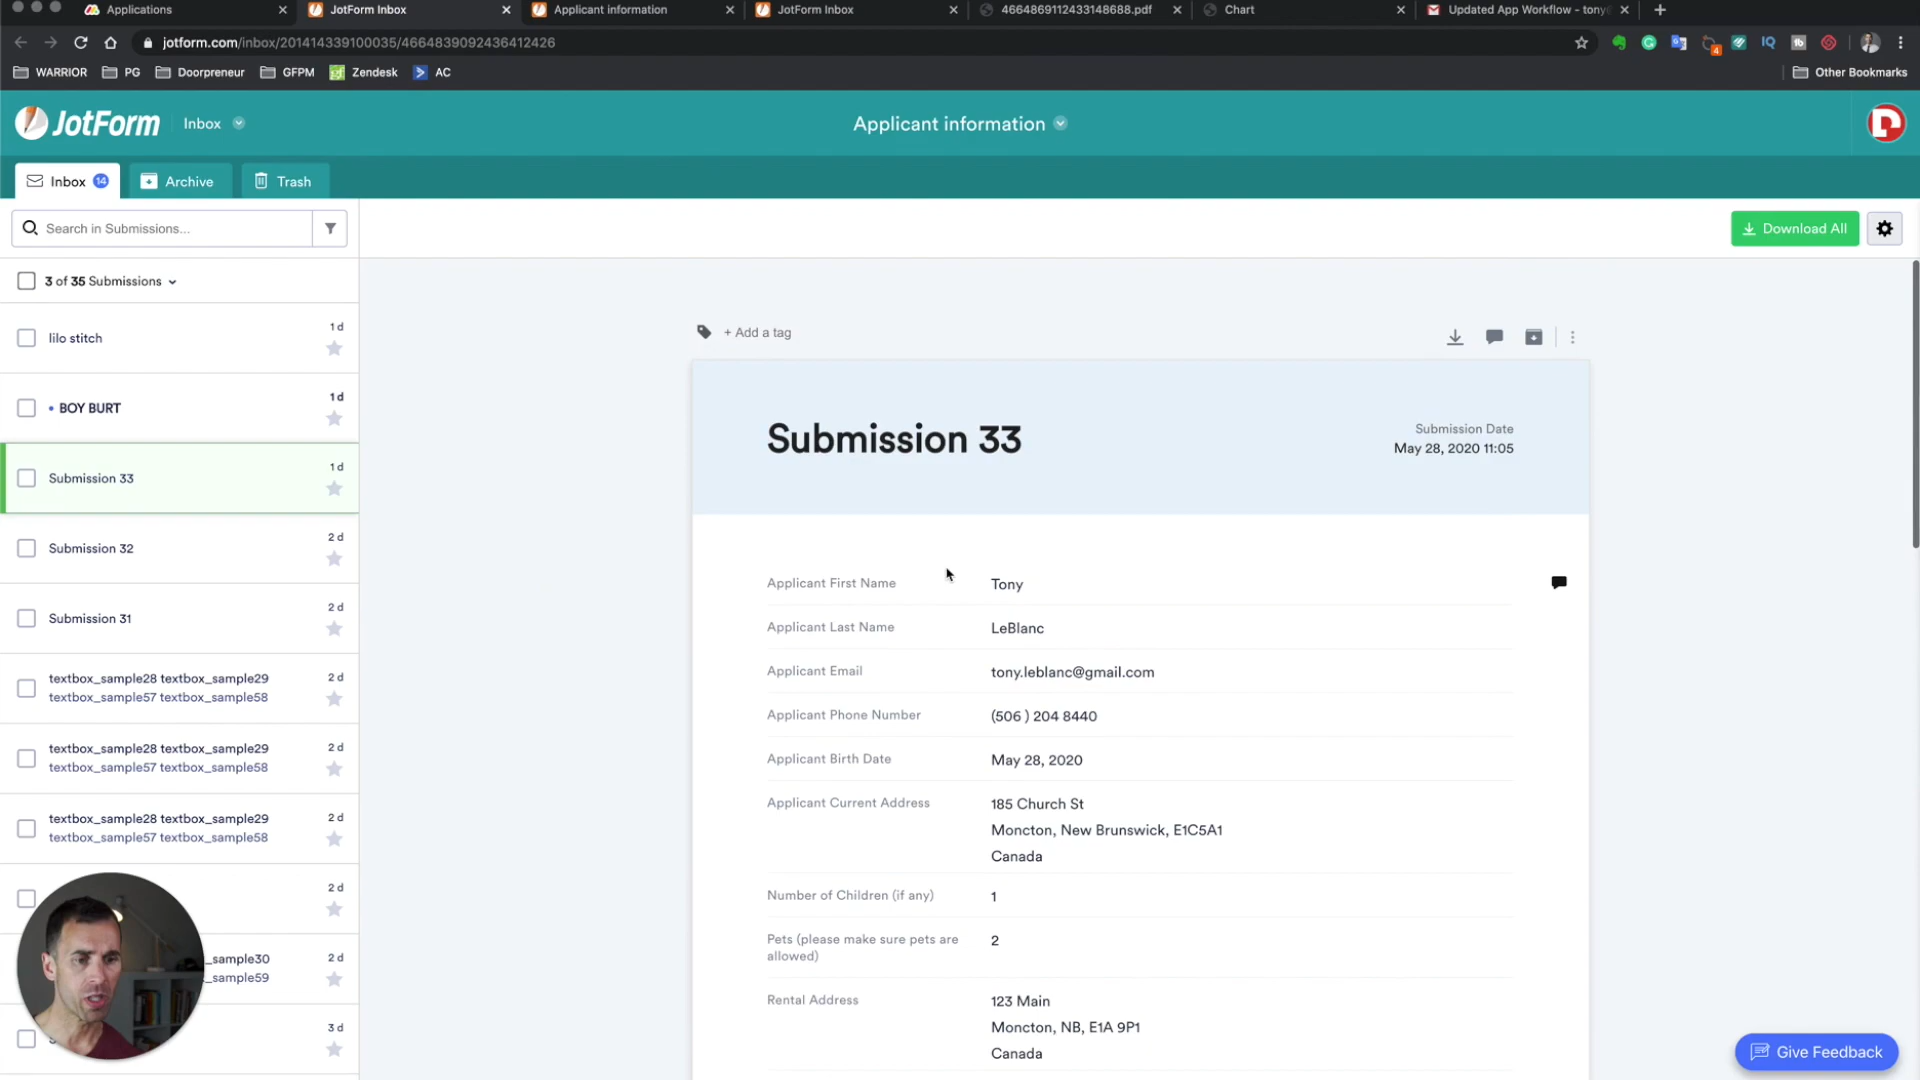 Applications
JotForm Inbox
Applicant information
JotForm Inbox
4664869112433148688.pdf
Chart
Updated App Workflow - tony
jotform.com/inbox/201414339100035/4664839092436412426
WARRIOR
PG
Doorpreneur
GFPM
Zendesk
AC
Other Bookmarks
JotForm
Inbox
Applicant information
Inbox 14
Archive
Trash
Search in Submissions...
Download All
3 of 35 Submissions
lilo stitch
1 d
BOY BURT
1 d
Submission 33
1 d
Submission 32
2 d
Submission 31
2 d
textbox_sample28 textbox_sample29
textbox_sample57 textbox_sample58
2 d
textbox_sample28 textbox_sample29
textbox_sample57 textbox_sample58
2 d
textbox_sample28 textbox_sample29
textbox_sample57 textbox_sample58
2 d
2 d
_sample30
_sample59
2 d
3 d
+ Add a tag
Submission 33
Submission Date
May 28, 2020 11:05
Applicant First Name
Tony
Applicant Last Name
LeBlanc
Applicant Email
tony.leblanc@gmail.com
Applicant Phone Number
(506 ) 204 8440
Applicant Birth Date
May 28, 2020
Applicant Current Address
185 Church St
Moncton, New Brunswick, E1C5A1
Canada
Number of Children (if any)
1
Pets (please make sure pets are
allowed)
2
Rental Address
123 Main
Moncton, NB, E1A 9P1
Canada
Give Feedback